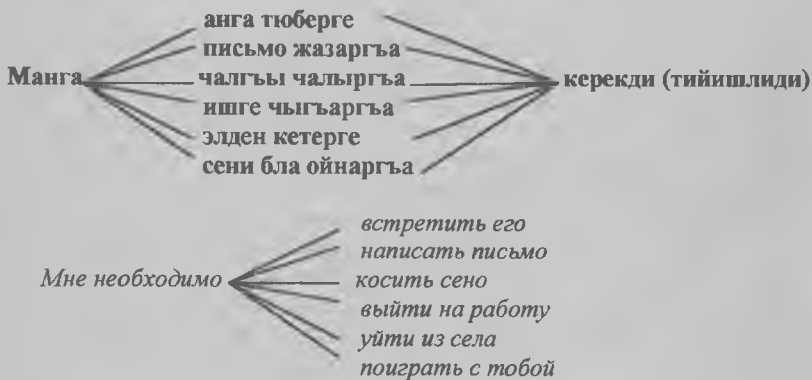 анга тюберге
письмо жазаргъа
Манга чалгъы чалыргъа керекди (тийишлиди)
ишге чыгъаргъа
элден кетерге
сени бла ойнаргъа
встретить его
написать письмо
Мне необходимо косить сено
выйти на работу
уйти из села
поиграть с тобой